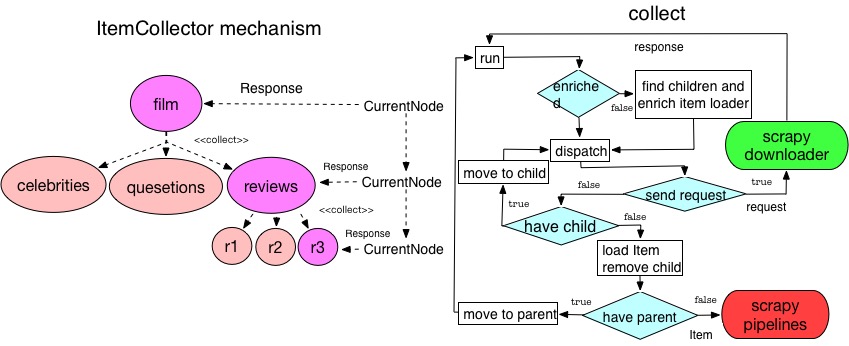 ItemCollector mechanism
film
Response
CurrentNode
<<collect>>
celebrities
quesetions
reviews
Response
CurrentNode
<<collect>>
r1
r2
r3
Response
CurrentNode
collect
response
run
enriche
d
false
find children and
enrich item loader
scrapy
downloader
dispatch
move to child
false
send request
true
request
true
have child
false
load Item
remove child
move to parent
true
have parent
false
Item
scrapy
pipelines